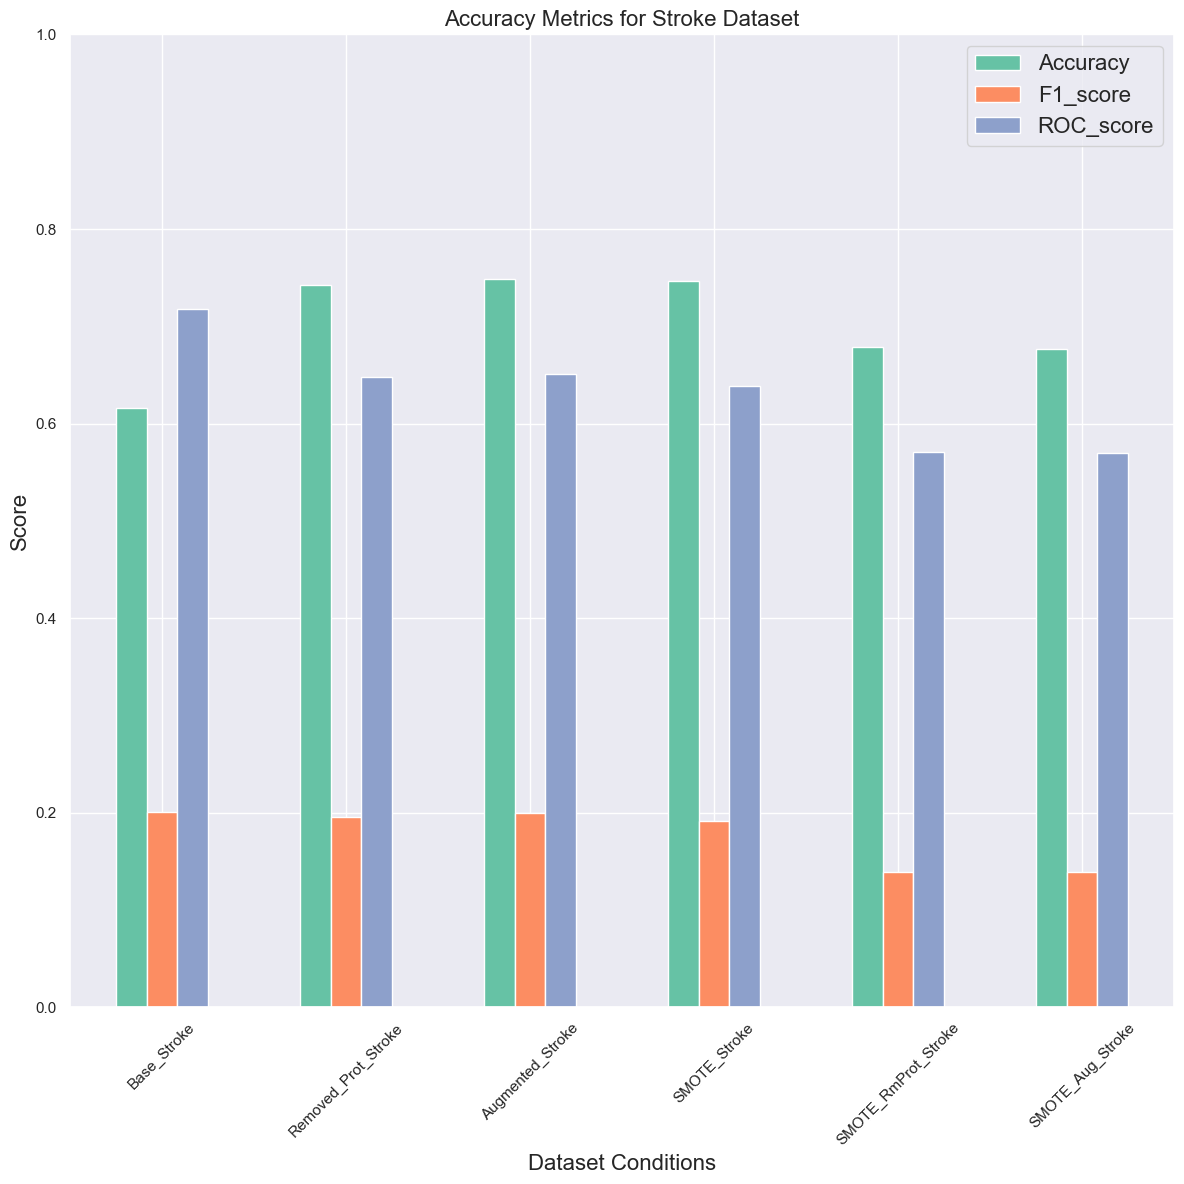 Accuracy Metrics for Stroke Dataset
1.0
0.8
0.6
0.4
0.2
0.0
Score
Accuracy
F1_score
ROC_score
Base_Stroke
Removed_Prot_Stroke
Augmented_Stroke
SMOTE_Stroke
SMOTE_RmProt_Stroke
SMOTE_Aug_Stroke
Dataset Conditions